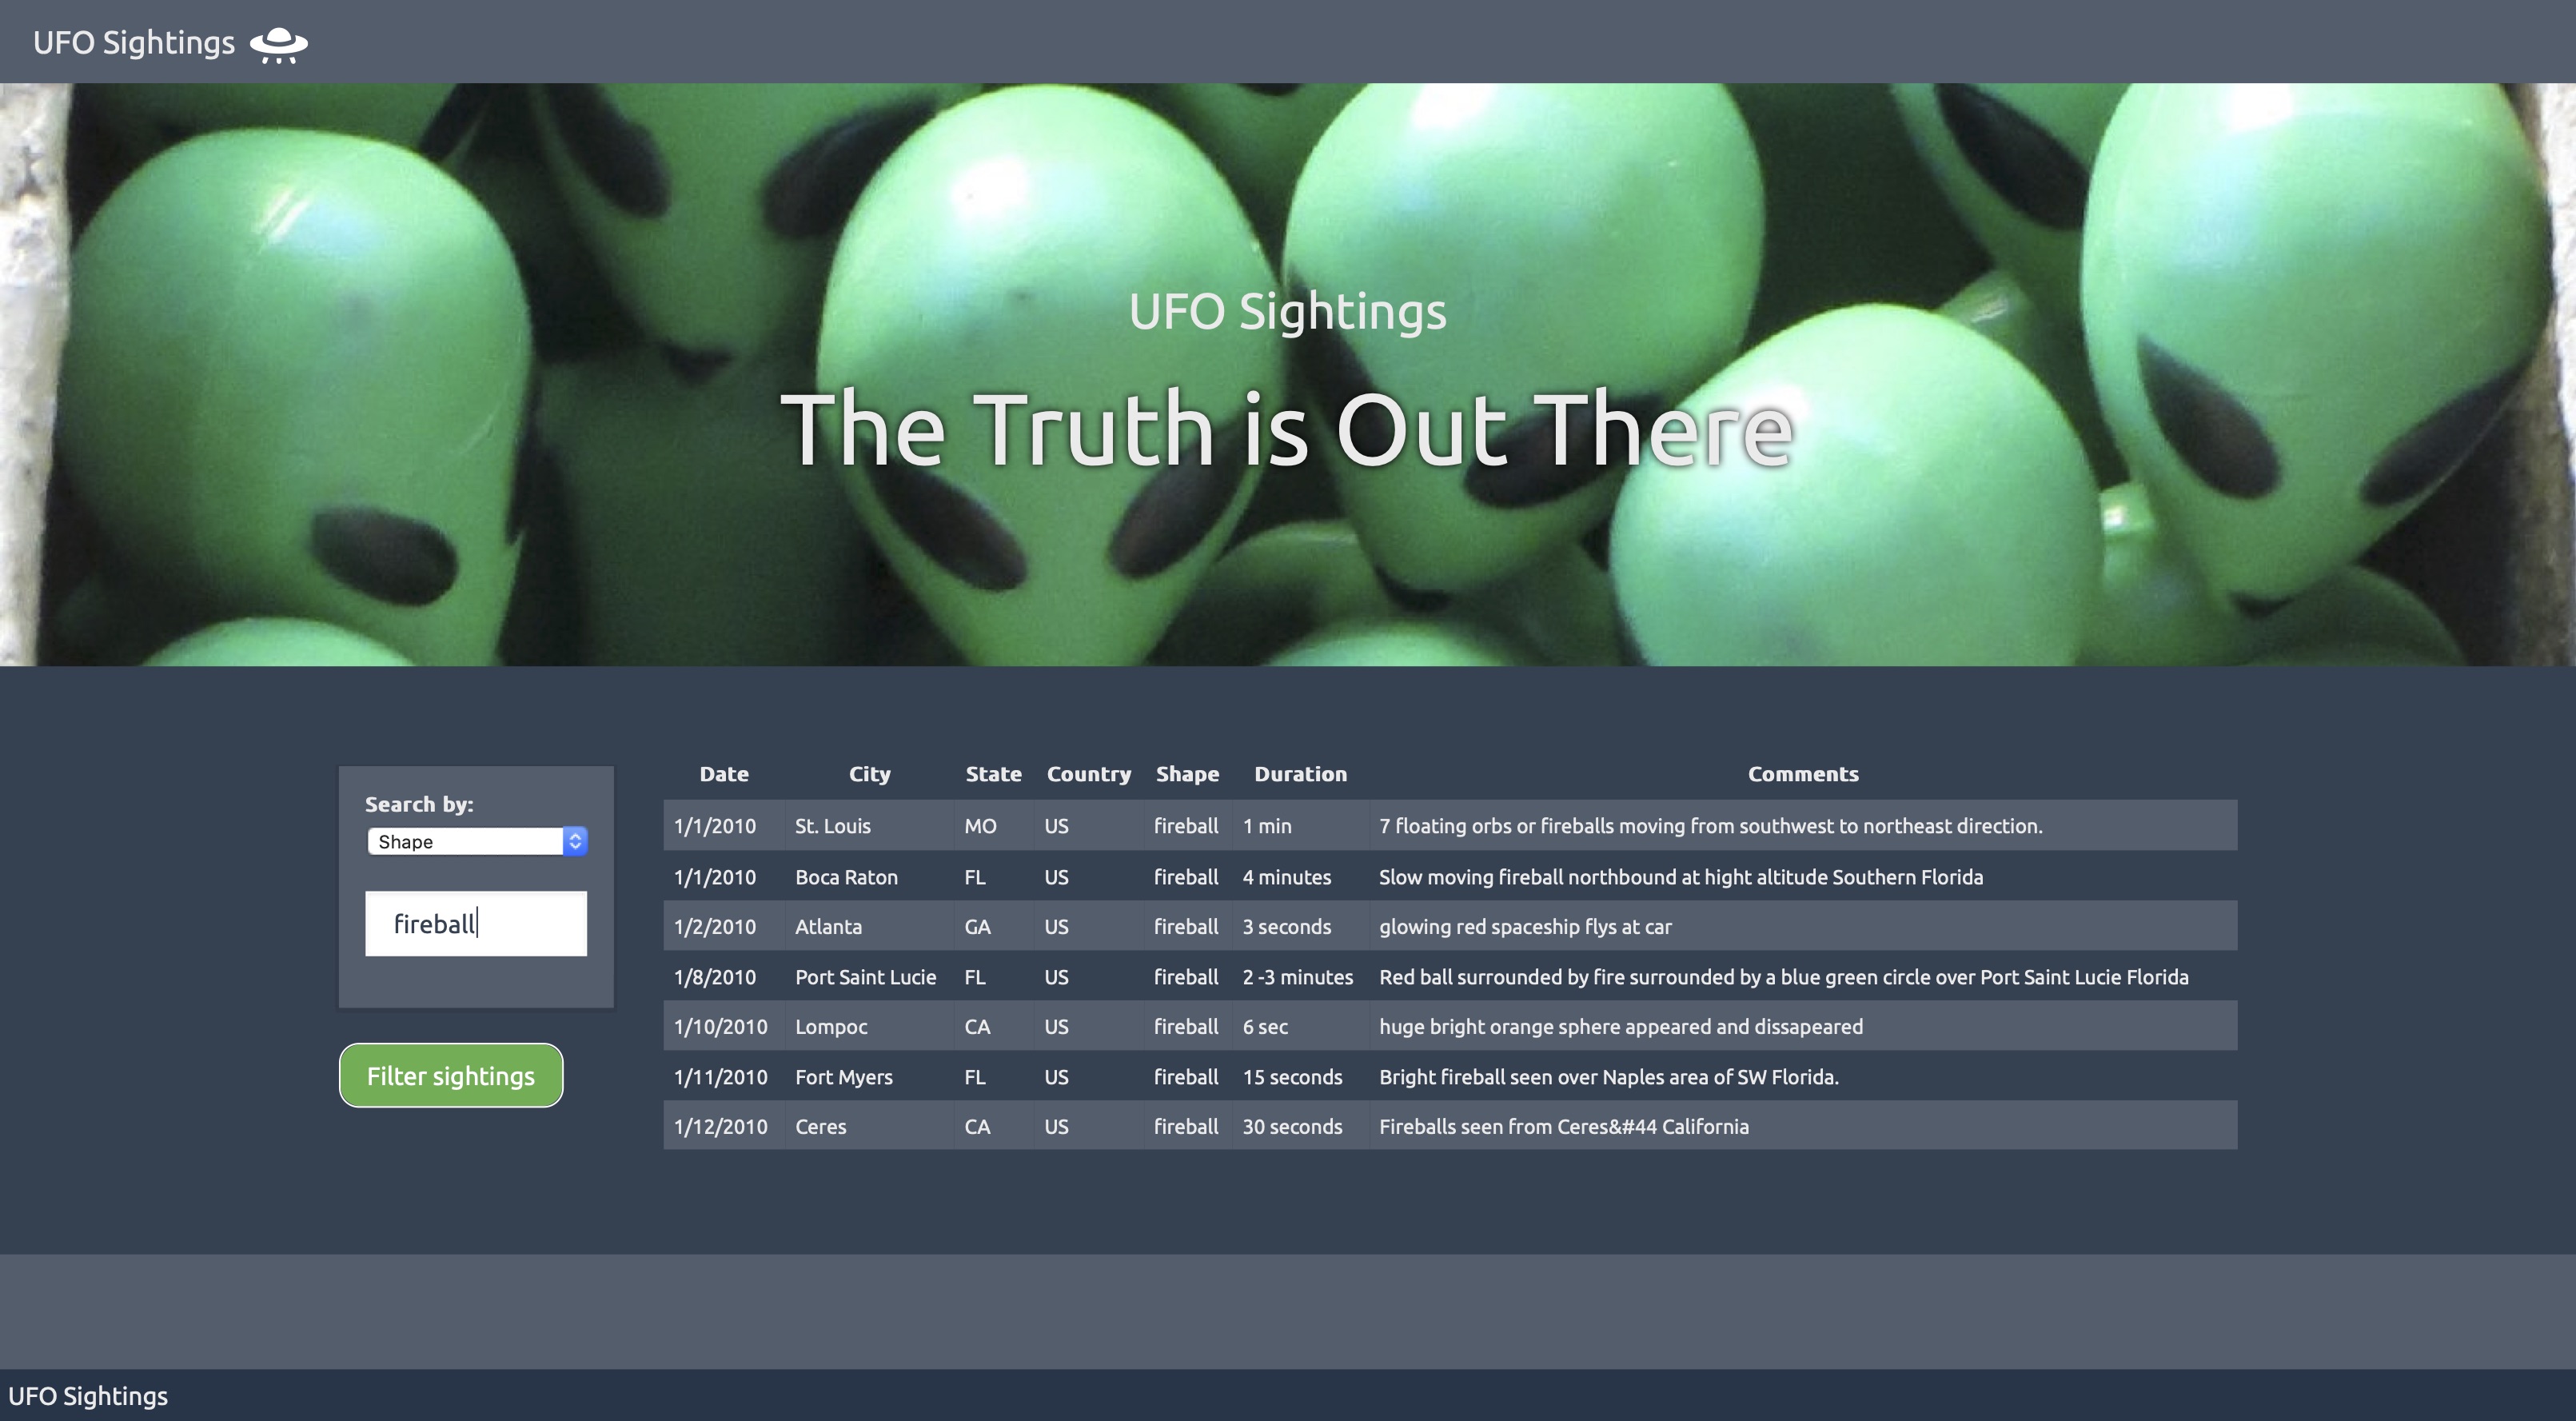 UFO Sightings
UFO Sightings
The Truth is Out There
Search by:
Shape
fireball
Filter sightings
Date City State Country Shape Duration Comments
1/1/2010 St. Louis MO US fireball 1 min 7 floating orbs or fireballs moving from southwest to northeast direction.
1/1/2010 Boca Raton FL US fireball 4 minutes Slow moving fireball northbound at hight altitude Southern Florida
1/2/2010 Atlanta GA US fireball 3 seconds glowing red spaceship flys at car
1/8/2010 Port Saint Lucie FL US fireball 2 -3 minutes Red ball surrounded by fire surrounded by a blue green circle over Port Saint Lucie Florida
1/10/2010 Lompoc CA US fireball 6 sec huge bright orange sphere appeared and dissapeared
1/11/2010 Fort Myers FL US fireball 15 seconds Bright fireball seen over Naples area of SW Florida.
1/12/2010 Ceres CA US fireball 30 seconds Fireballs seen from Ceres&#44 California
UFO Sightings